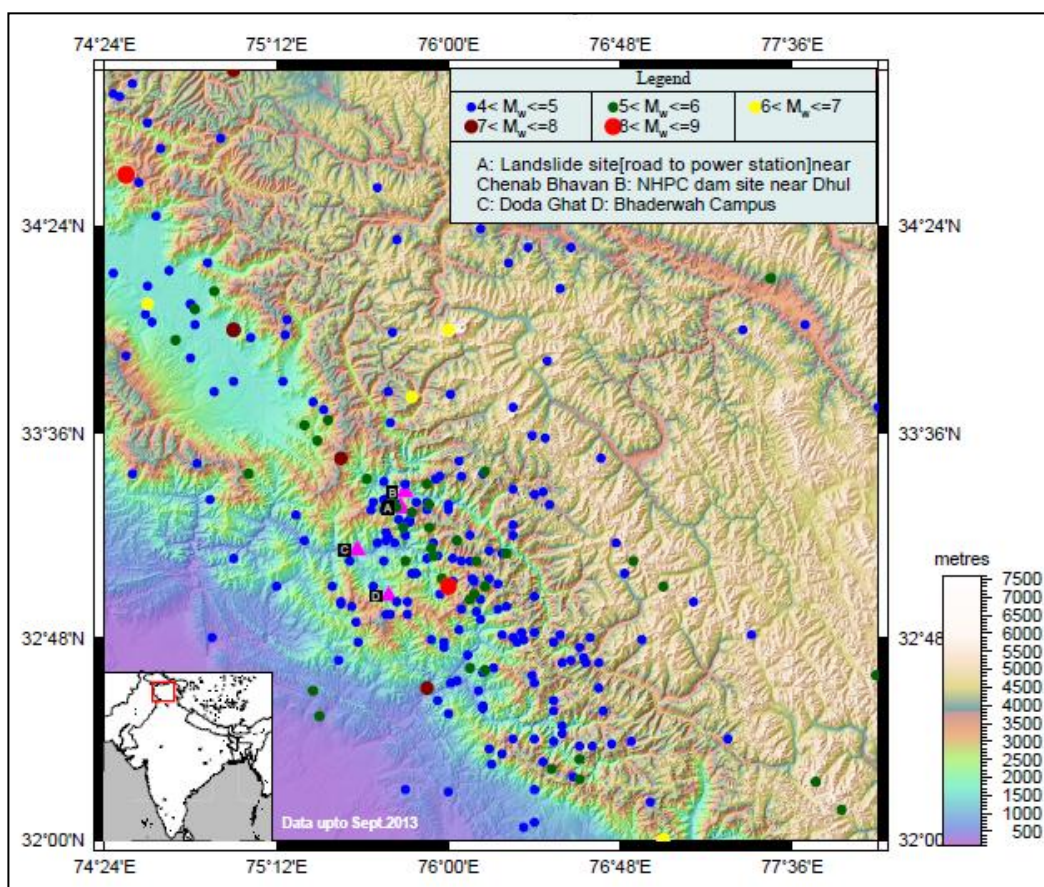 74°24'E 75°12'E 76°00'E 76°48'E 77°36'E
Legend
4< Mw<=5 5< Mw<=6 6< Mw<=7
7< Mw<=8 8< Mw<=9
A: Landslide site[road to power station]near
Chenab Bhavan B: NHPC dam site near Dhul
C: Doda Ghat D: Bhaderwah Campus
34°24'N 34°24'N
33°36'N 33°36'N
B
A
C
D
metres
7500
7000
6500
6000
5500
5000
4500
4000
3500
3000
2500
2000
1500
1000
500
32°48'N 32°48'N
Data upto Sept.2013
32°00'N 32°00'N
74°24'E 75°12'E 76°00'E 76°48'E 77°36'E